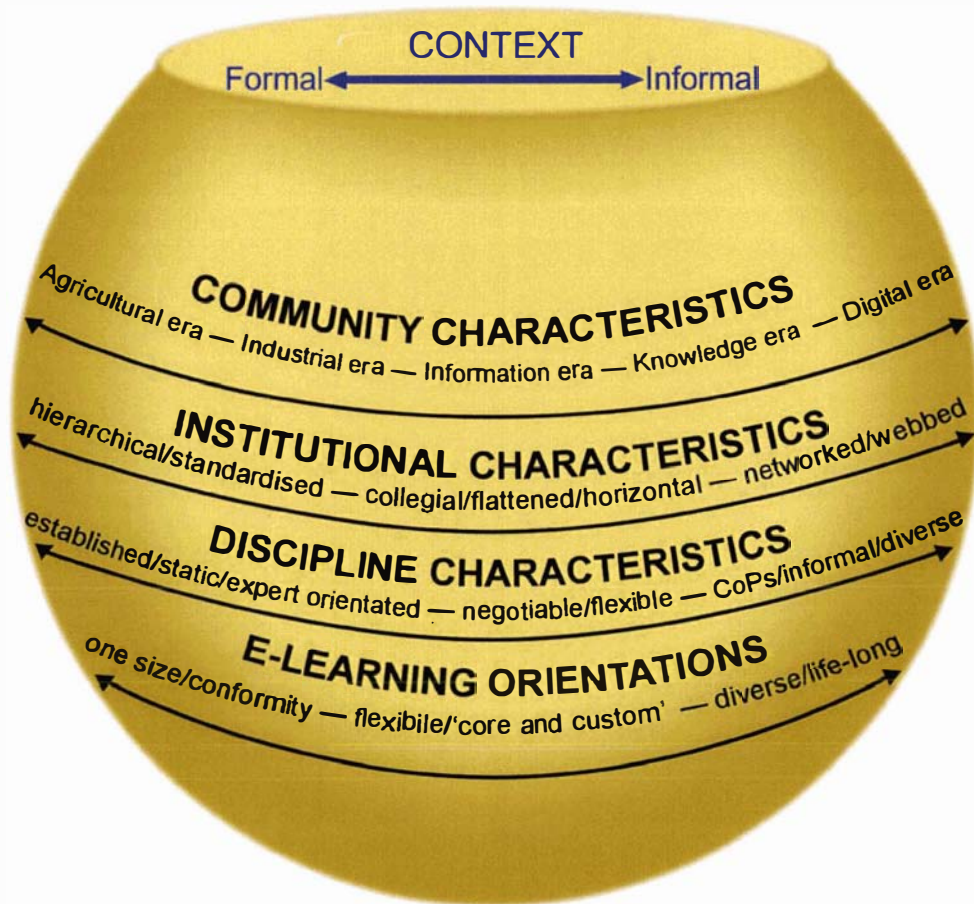 CONTEXT
Formal Informal
COMMUNITY CHARACTERISTICS
Agricultural era — Industrial era — Information era — Knowledge era — Digital era
INSTITUTIONAL CHARACTERISTICS
hierarchical/standardised — collegial/flattened/horizontal — networked/webbed
DISCIPLINE CHARACTERISTICS
established/static/expert orientated — negotiable/flexible — CoPs/informal/diverse
E-LEARNING ORIENTATIONS
one size/conformity — flexibile/‘core and custom’ — diverse/life-long